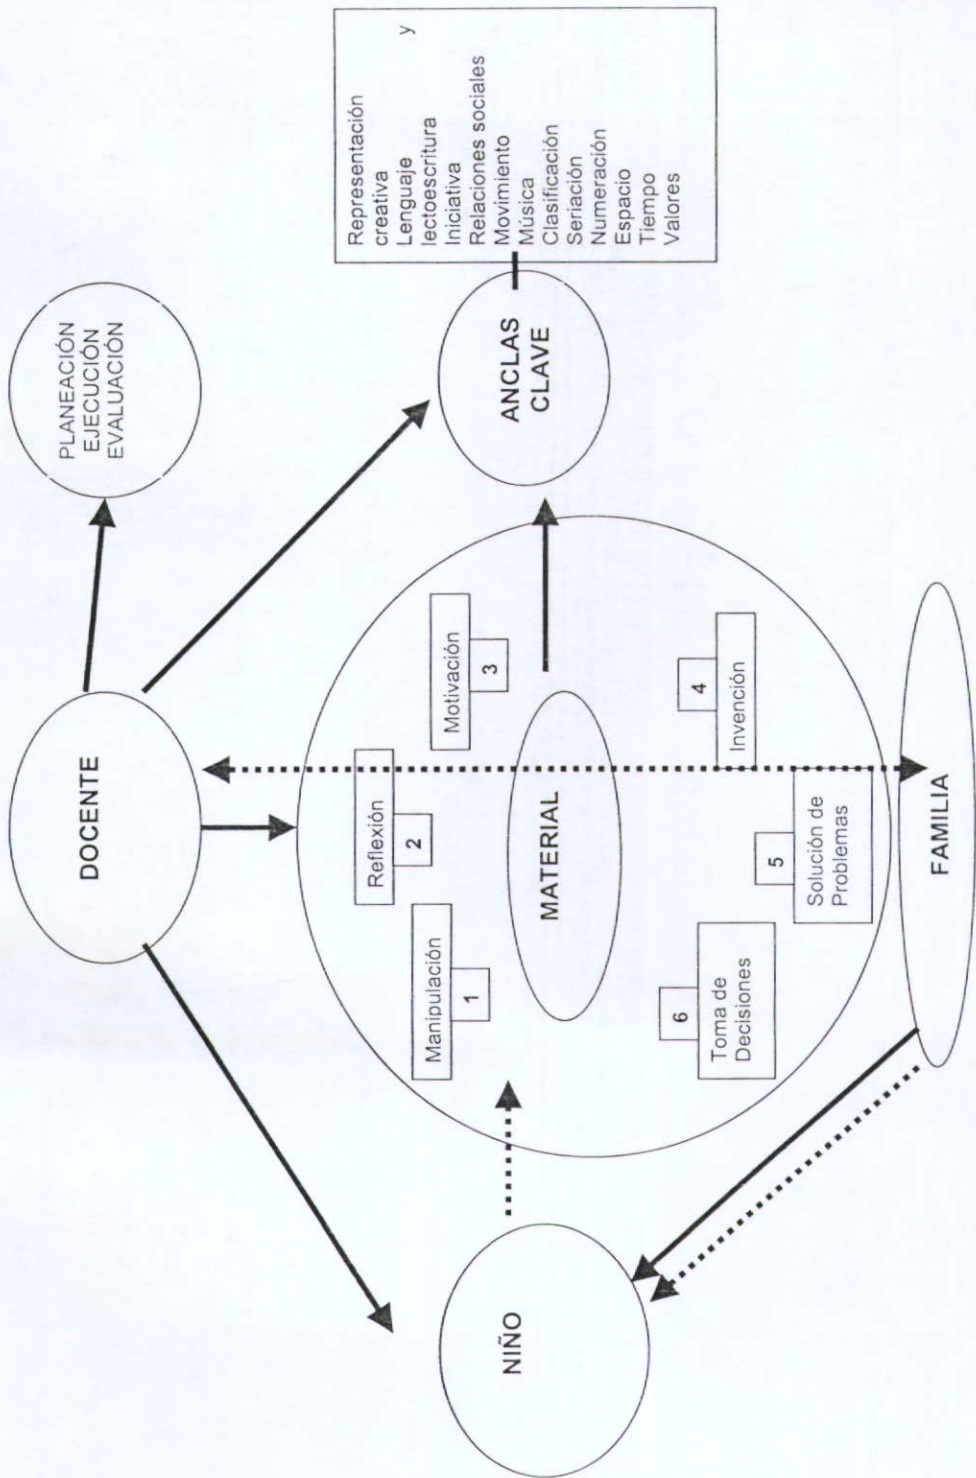 PLANEACIÓN
EJECUCIÓN
EVALUACIÓN
DOCENTE
Representación
creativa
Lenguaje y
lectoescritura
Iniciativa
Relaciones sociales
Movimiento
Música
Clasificación
Seriación
Numeración
Espacio
Tiempo
Valores
ANCLAS
CLAVE
Reflexión
2
Manipulación
1
Motivación
3
MATERIAL
NIÑO
4
Invención
5
Solución de
Problemas
6
Toma de
Decisiones
FAMILIA